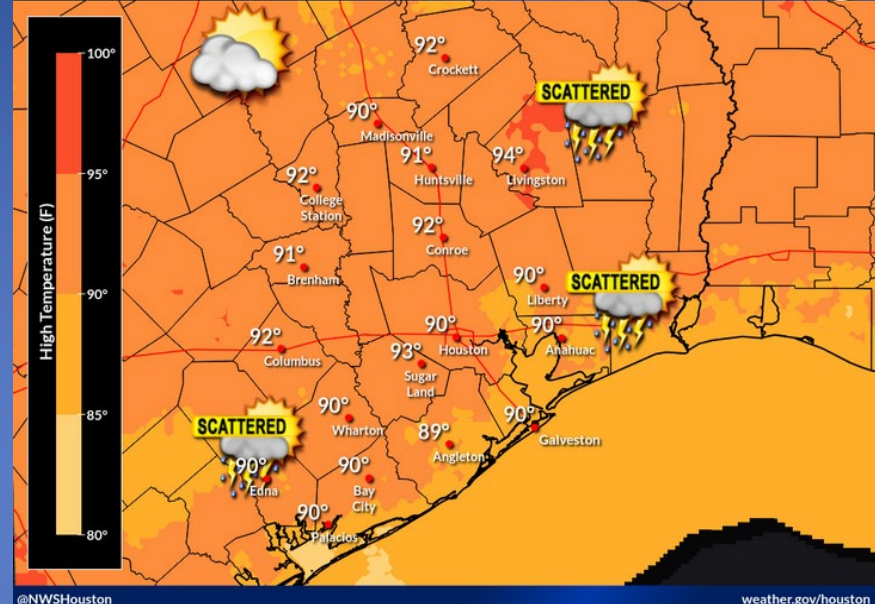 100°
95°
90°
85°
80°
High Temperature (F)
92°
Crockett
SCATTERED
90°
Madisonville
91°
Huntsville
94°
Livingston
92°
College
Station
92°
Conroe
91°
Brenham
90°
Liberty
SCATTERED
92°
Columbus
90°
Houston
90°
Anahuac
93°
Sugar
Land
90°
Wharton
89°
Angleton
90°
Galveston
SCATTERED
90°
Edna
90°
Bay
City
90°
Palacios
@NWSHouston
weather.gov/houston